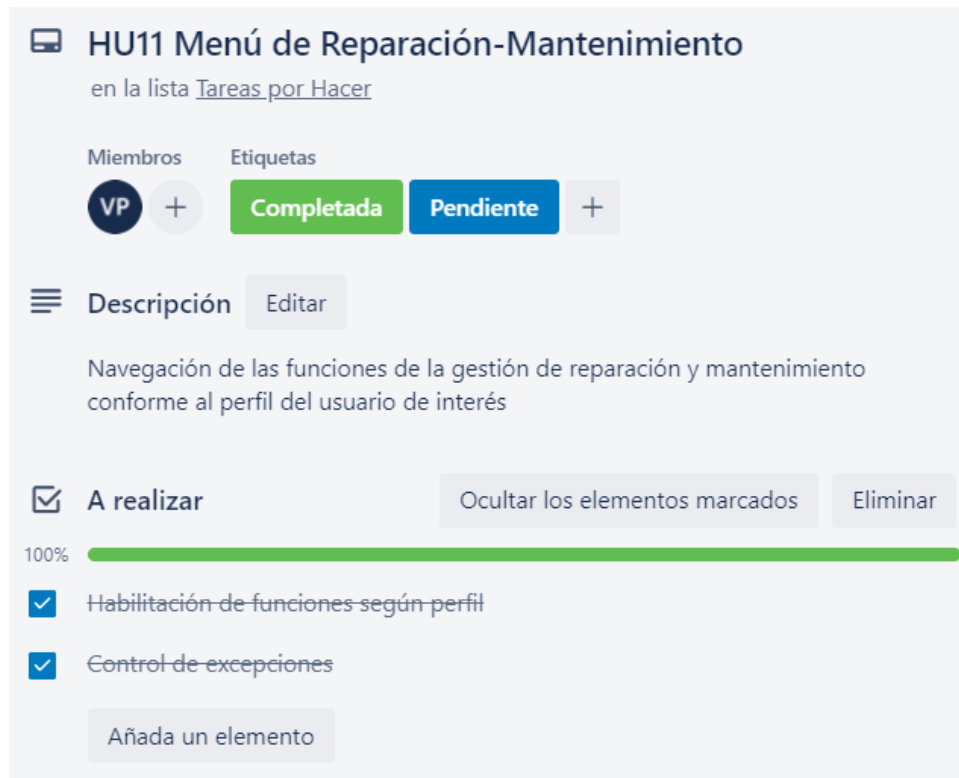 HU11 Menú de Reparación-Mantenimiento
en la lista Tareas por Hacer
Miembros Etiquetas
VP + Completada Pendiente +
Descripción Editar
Navegación de las funciones de la gestión de reparación y mantenimiento
conforme al perfil del usuario de interés
A realizar Ocultar los elementos marcados Eliminar
100%
Habilitación de funciones según perfil
Control de excepciones
Añada un elemento